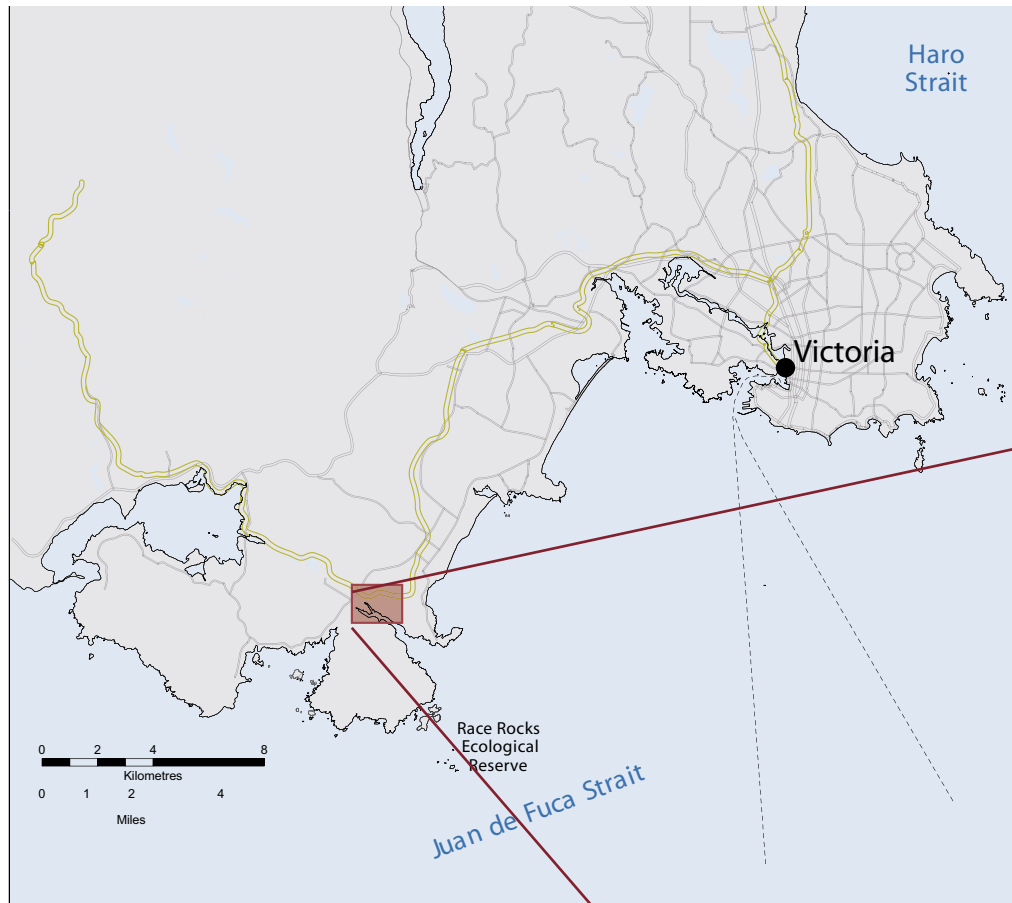 Haro
Strait
Victoria
Race Rocks
Ecological
Reserve
Juan de Fuca Strait
0 2 4 8
Kilometres
0 1 2 4
Miles